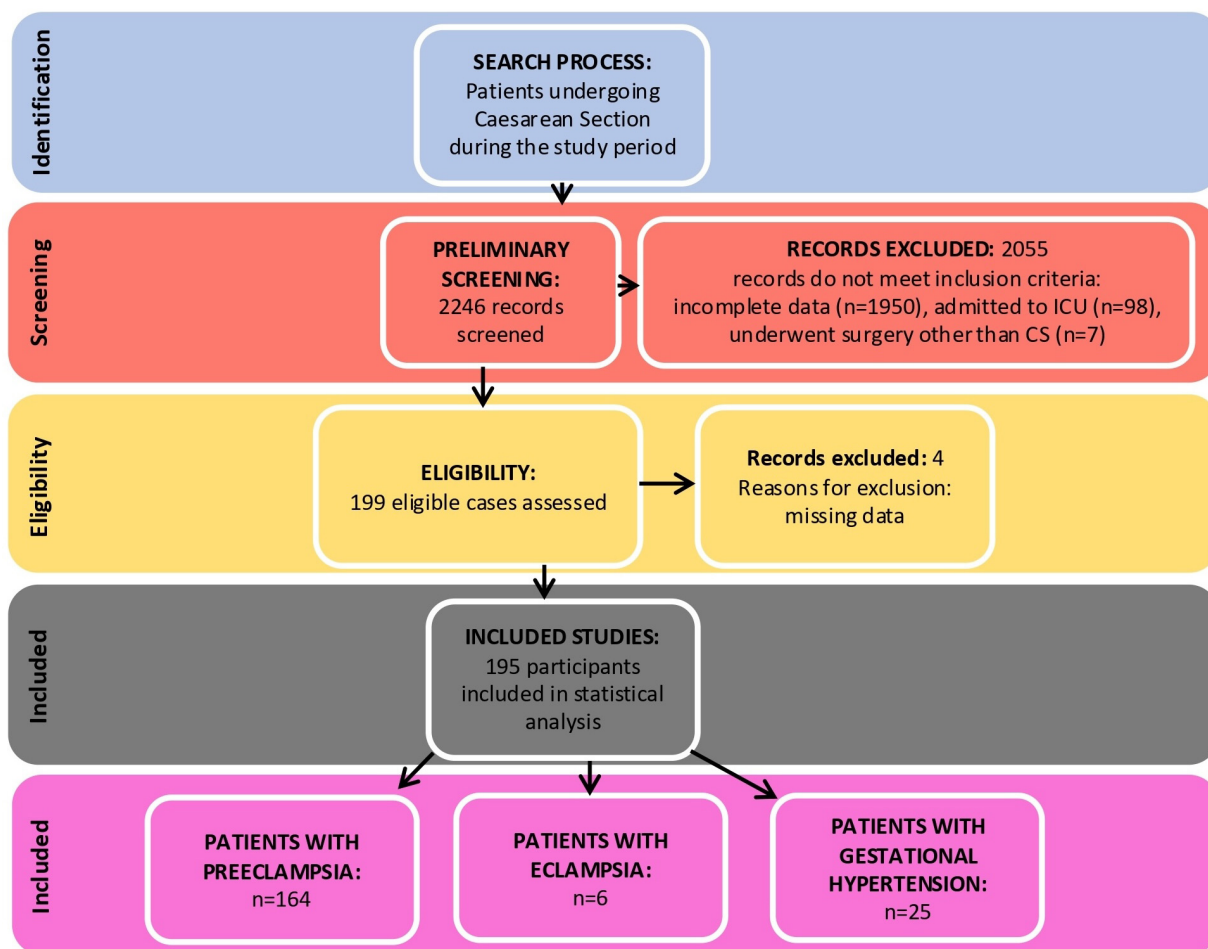 Identification
SEARCH PROCESS:
Patients undergoing
Caesarean Section
during the study period
Screening
PRELIMINARY
SCREENING:
2246 records
screened
RECORDS EXCLUDED: 2055
records do not meet inclusion criteria:
incomplete data (n=1950), admitted to ICU (n=98),
underwent surgery other than CS (n=7)
Eligibility
ELIGIBILITY:
199 eligible cases assessed
Records excluded: 4
Reasons for exclusion:
missing data
Included
INCLUDED STUDIES:
195 participants
included in statistical
analysis
Included
PATIENTS WITH
PREECLAMPSIA:
n=164
PATIENTS WITH
ECLAMPSIA:
n=6
PATIENTS WITH
GESTATIONAL
HYPERTENSION:
n=25